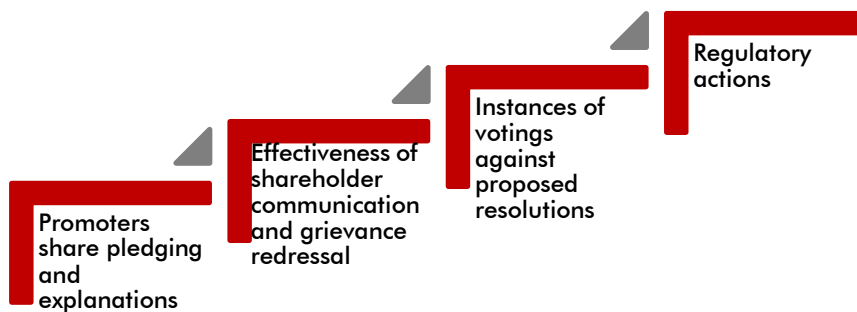 Promoters
share pledging
and
explanations
Effectiveness of
shareholder
communication
and grievance
redressal
Instances of
votings
against
proposed
resolutions
Regulatory
actions